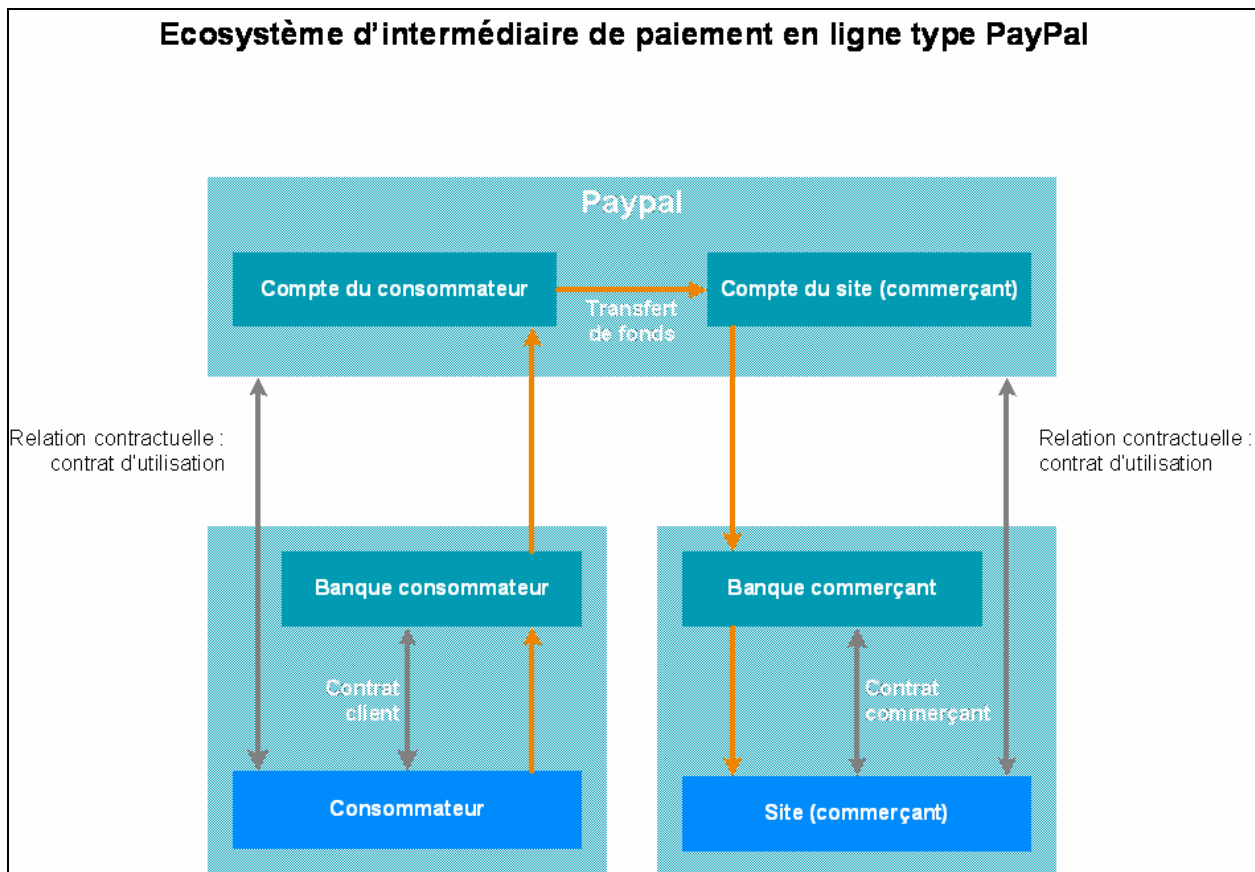 Ecosystème d'intermédiaire de paiement en ligne type PayPal
Paypal
Compte du consommateur
Compte du site (commerçant)
Transfert
de fonds
Relation contractuelle :
contrat d'utilisation
Relation contractuelle :
contrat d'utilisation
Banque consommateur
Banque commerçant
Contrat
client
Contrat
commerçant
Consommateur
Site (commerçant)